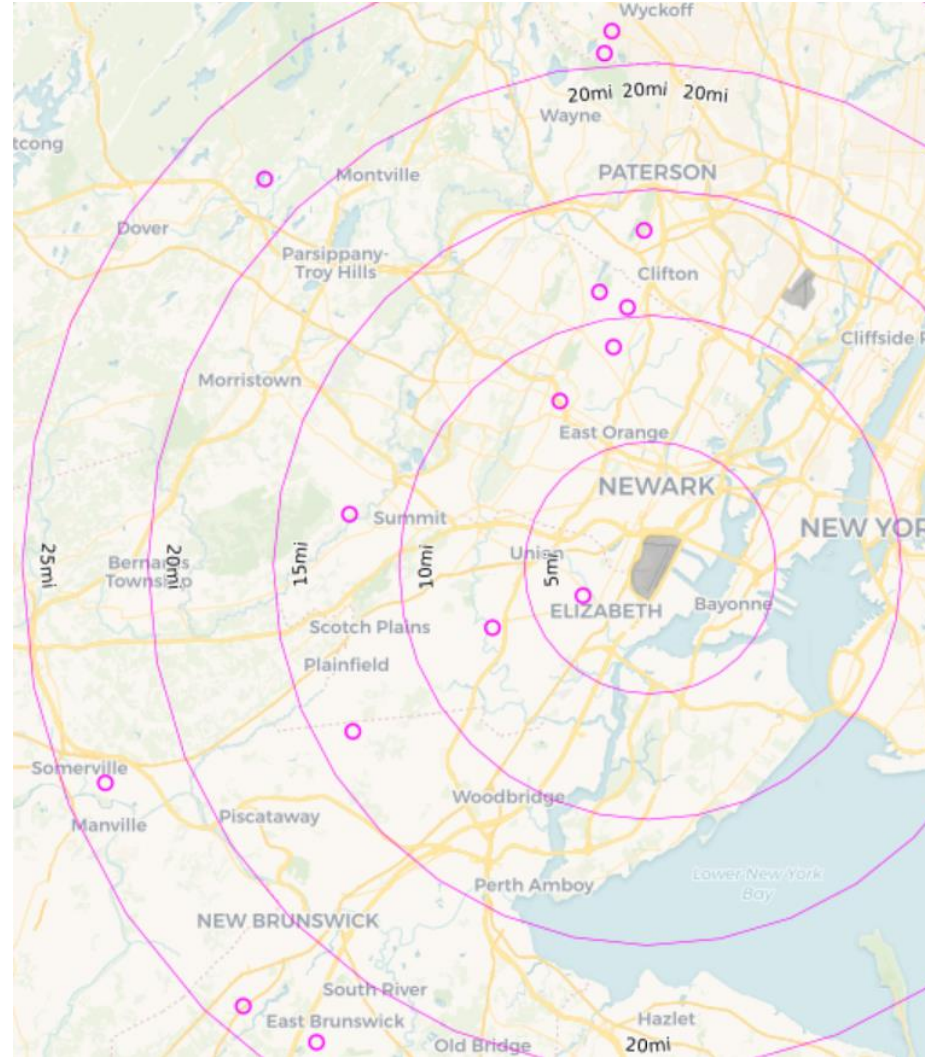 Wyckoff
20mi 20mi 20mi
Wayne
tcong
Montville
PATERSON
Dover
Parsippany-
Troy Hills
Clifton
Cliffside
Morristown
East Orange
NEWARK
Summit
NEW YOR
Union
25mi
20mi
15mi
10mi
5mi
Bernards
Township
ELIZABETH
Bayonne
Scotch Plains
Plainfield
Somerville
Woodbridge
Manville
Piscataway
Lower New York
Bay
Perth Amboy
NEW BRUNSWICK
South River
East Brunswick
Hazlet
Old Bridge
20mi